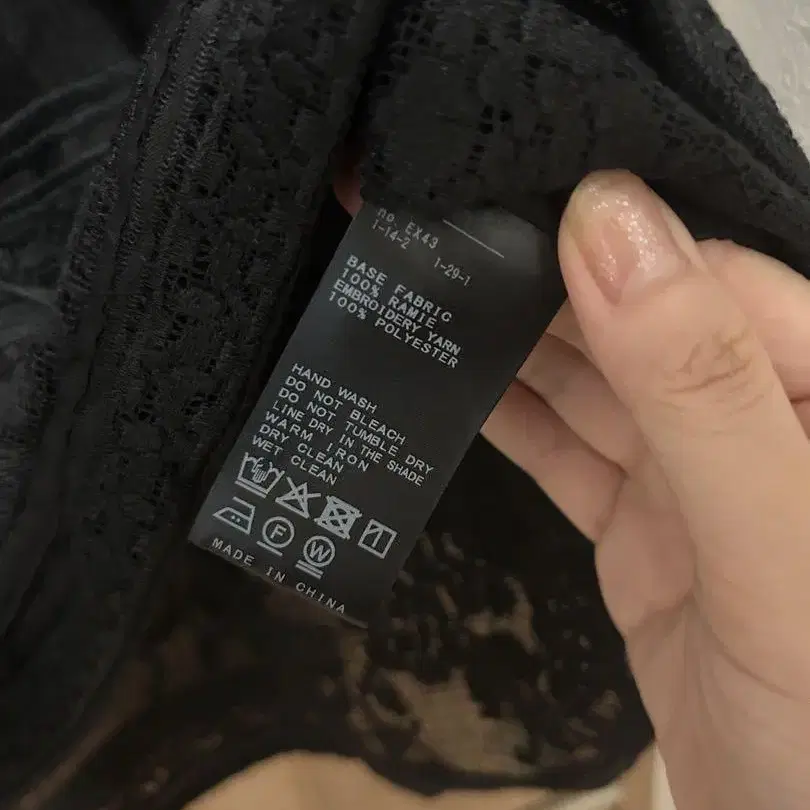 no. EX43
1-14-2 1-29-1
BASE FABRIC
100% RAMIE
EMBROIDERY YARN
100% POLYESTER
HAND WASH
DO NOT BLEACH
DO NOT TUMBLE DRY
LINE DRY IN THE SHADE
WARM IRON
DRY CLEAN
WET CLEAN
F W
MADE IN CHINA